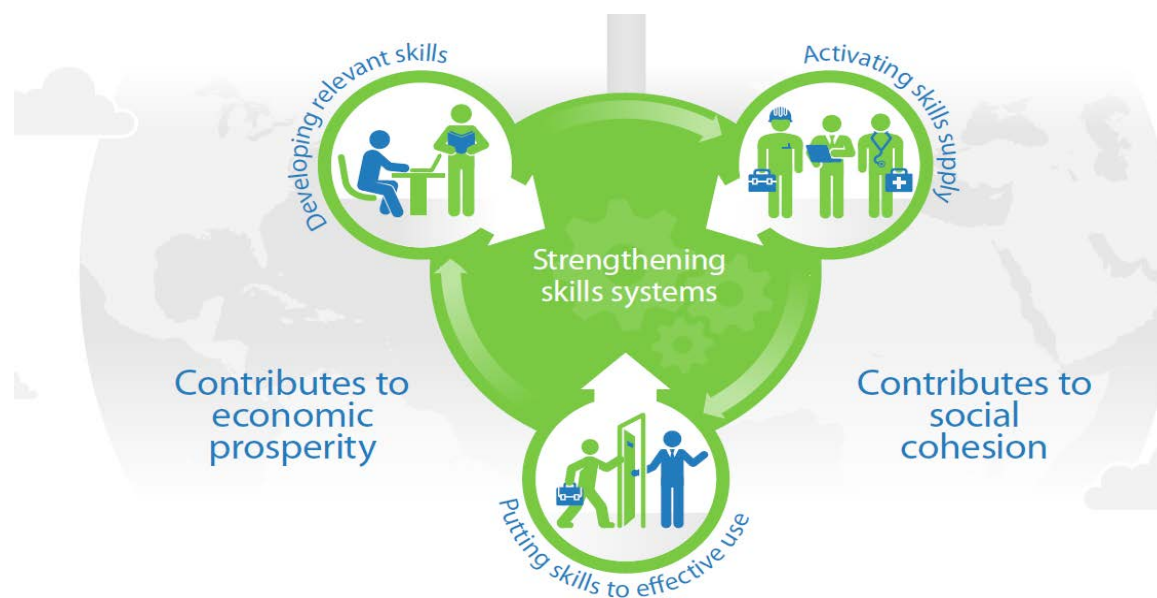 Developing relevant skills
Activating skills supply
Strengthening
skills systems
Contributes to
economic
prosperity
Contributes to
social
cohesion
Putting skills to effective use